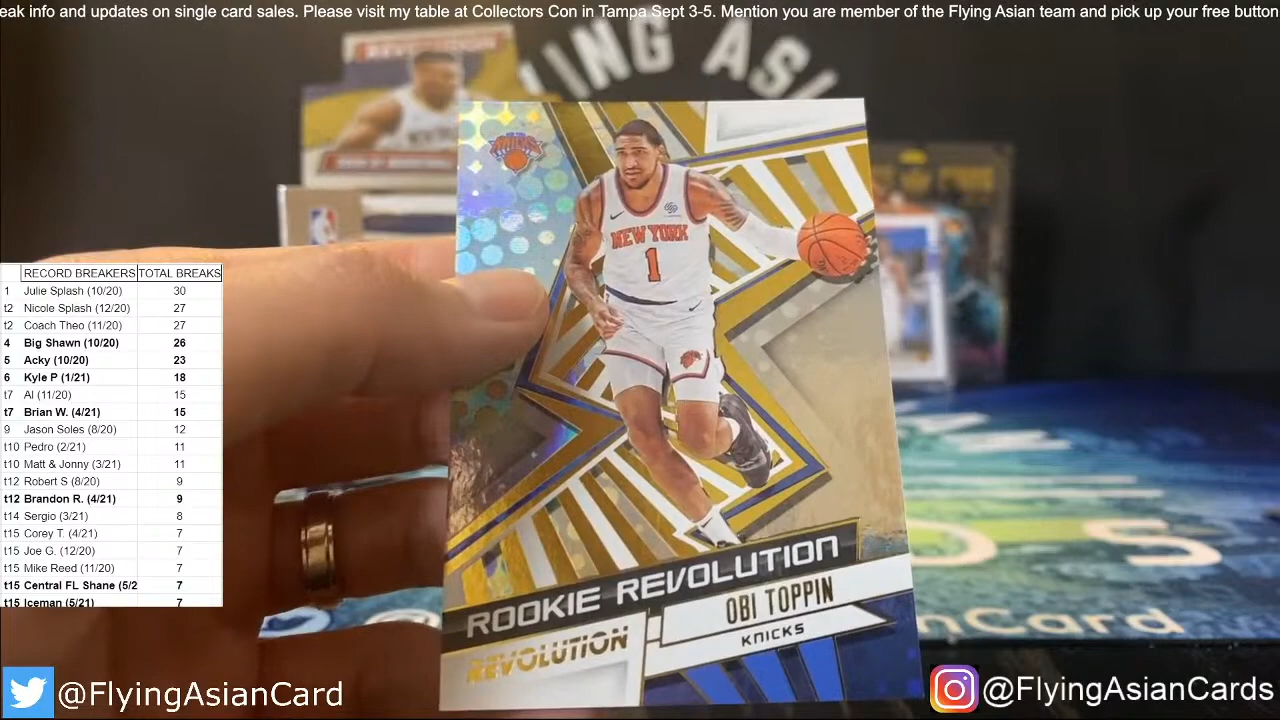 eak info and updates on single card sales. Please visit my table at Collectors Con in Tampa Sept 3-5. Mention you are member of the Flying Asian team and pick up your free button
LYING ASI
KNICKS
NEW YORK
1
ROOKIE REVOLUTION
OBI TOPPIN
KNICKS
REVOLUTION
RECORD BREAKERS TOTAL BREAKS
1 Julie Splash (10/20) 30
t2 Nicole Splash (12/20) 27
t2 Coach Theo (11/20) 27
4 Big Shawn (10/20) 26
5 Acky (10/20) 23
6 Kyle P (1/21) 18
t7 Al (11/20) 15
t7 Brian W. (4/21) 15
9 Jason Soles (8/20) 12
t10 Pedro (2/21) 11
t10 Matt & Jonny (3/21) 11
t12 Robert S (8/20) 9
t12 Brandon R. (4/21) 9
t14 Sergio (3/21) 8
t15 Corey T. (4/21) 7
t15 Joe G. (12/20) 7
t15 Mike Reed (11/20) 7
t15 Central FL Shane (5/2 7
t15 Iceman (5/21) 7
nCard
@FlyingAsianCard
@FlyingAsianCards